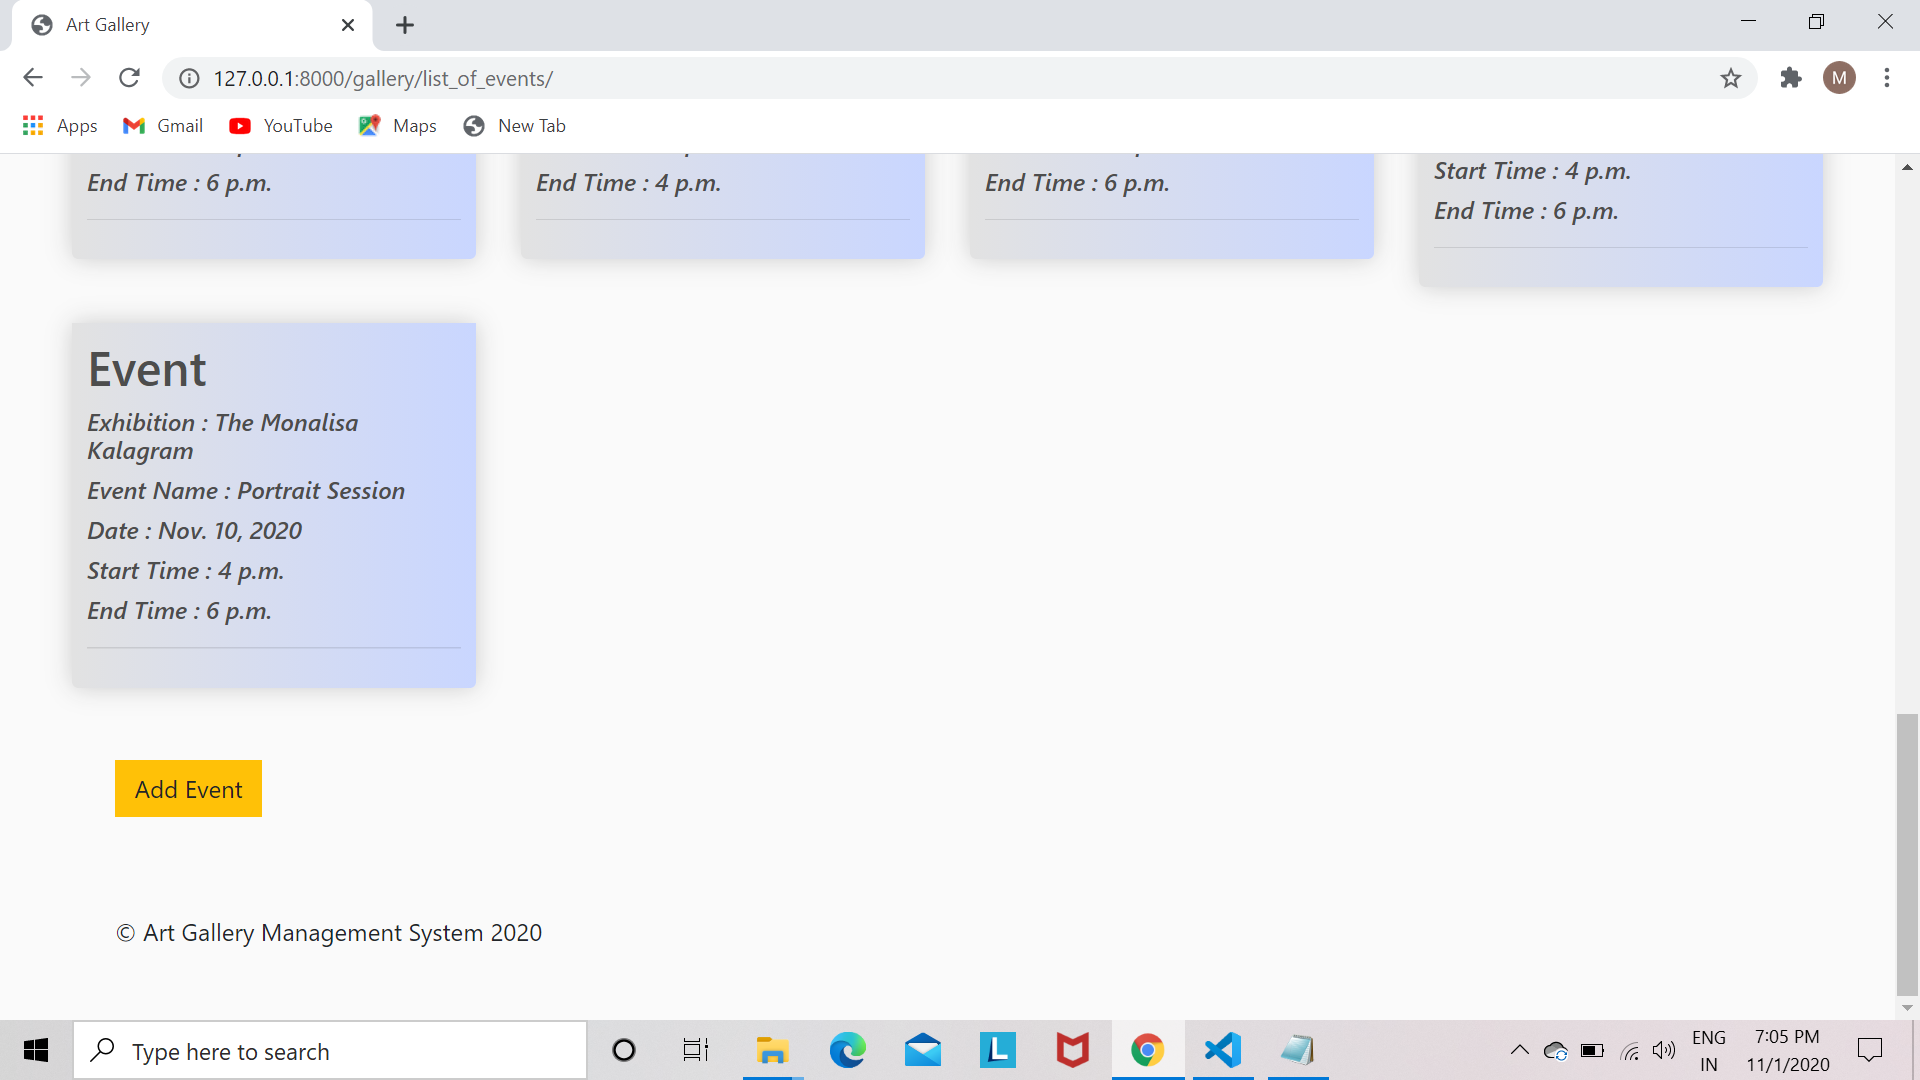 Art Gallery
127.0.0.1:8000/gallery/list_of_events/
M
Apps Gmail YouTube Maps New Tab
Start Time : 4 p.m.
End Time : 6 p.m. End Time : 4 p.m. End Time : 6 p.m. End Time : 6 p.m.
Event
Exhibition : The Monalisa
Kalagram
Event Name : Portrait Session
Date : Nov. 10, 2020
Start Time : 4 p.m.
End Time : 6 p.m.
Add Event
© Art Gallery Management System 2020
Type here to search
L
ENG
IN
7:05 PM
11/1/2020